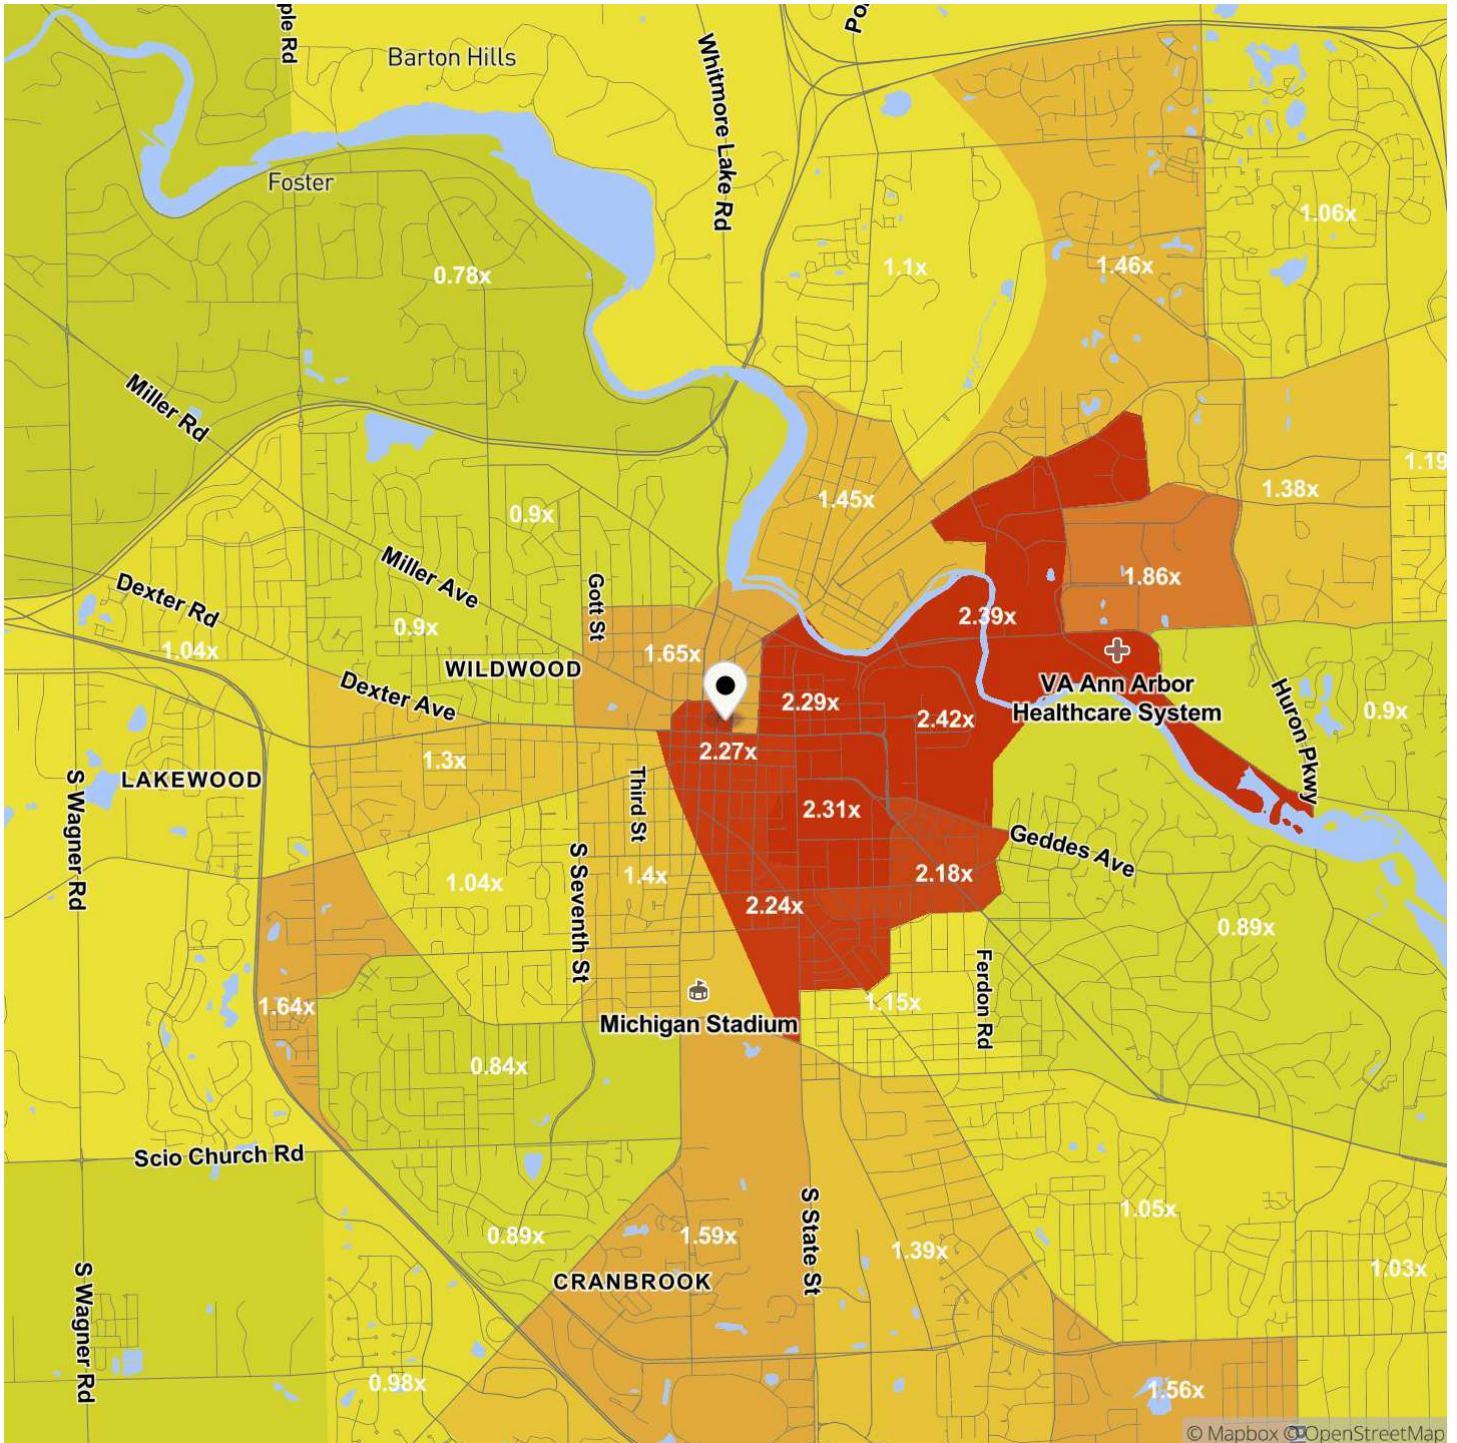 ple Rd
Po
Barton Hills
Whitmore Lake Rd
Foster
1.06x
0.78x
1.1x
1.46x
Miller Rd
1.19
1.38x
1.45x
0.9x
Miller Ave
1.86x
Dexter Rd
Gott St
2.39x
0.9x
1.04x
1.65x
WILDWOOD
VA Ann Arbor
Healthcare System
Dexter Ave
2.29x
2.42x
0.9x
Huron Pkwy
2.27x
1.3x
LAKEWOOD
Third St
2.31x
S Wagner Rd
Geddes Ave
2.18x
1.4x
1.04x
S Seventh St
2.24x
0.89x
Ferdon Rd
1.15x
1.64x
Michigan Stadium
0.84x
Scio Church Rd
1.05x
S State St
0.89x
1.59x
1.39x
1.03x
CRANBROOK
S Wagner Rd
0.98x
1.56x
© Mapbox © OpenStreetMap